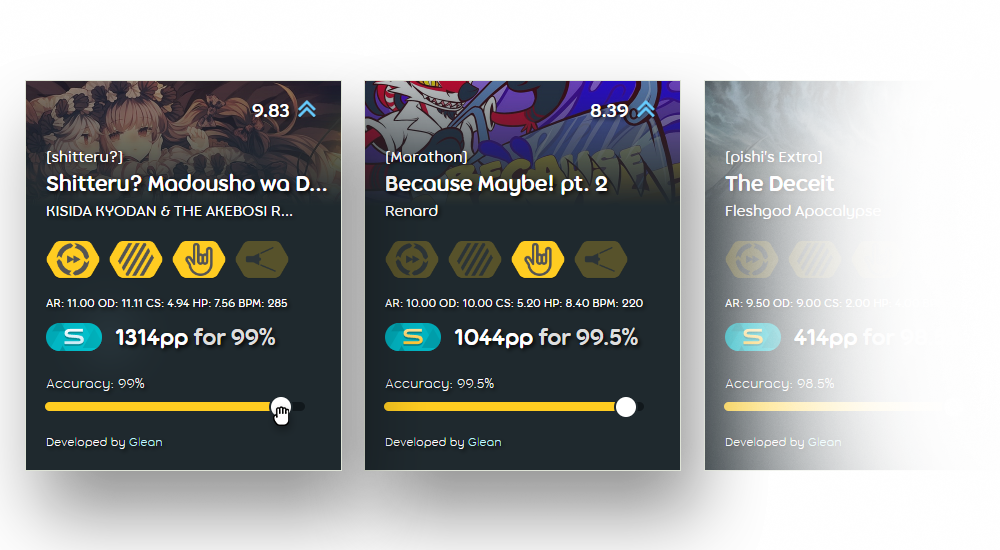 9.83
[shitteru?]
Shitteru? Madousho wa D...
KISIDA KYODAN & THE AKEBOSI R...
AR: 11.00 OD: 11.11 CS: 4.94 HP: 7.56 BPM: 285
S 1314pp for 99%
Accuracy: 99%
Developed by Glean
8.39
[Marathon]
BECAUSE
Because Maybe! pt. 2
Renard
AR: 10.00 OD: 10.00 CS: 5.20 HP: 8.40 BPM: 220
S 1044pp for 99.5%
Accuracy: 99.5%
Developed by Glean
[pishi's Extra]
The Deceit
Fleshgod Apocalypse
AR: 9.50 OD: 9.00 CS: 2.00
S 414pp for
Accuracy: 98.5%
Developed by Glean